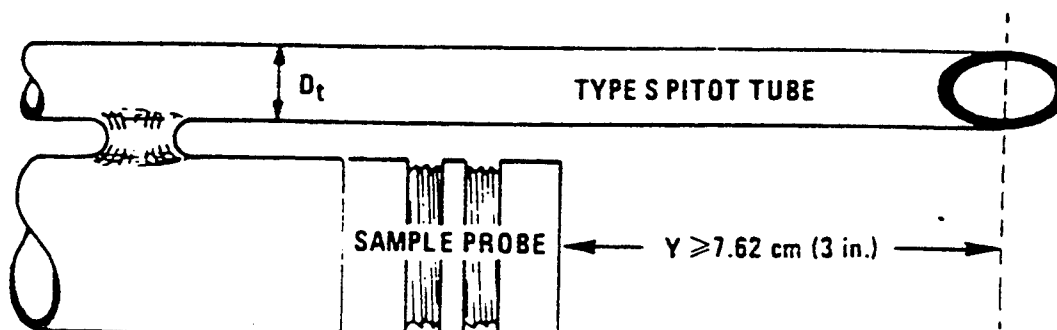 Dt
TYPE S PITOT TUBE
SAMPLE PROBE
Y ⩾7.62 cm (3 in.)